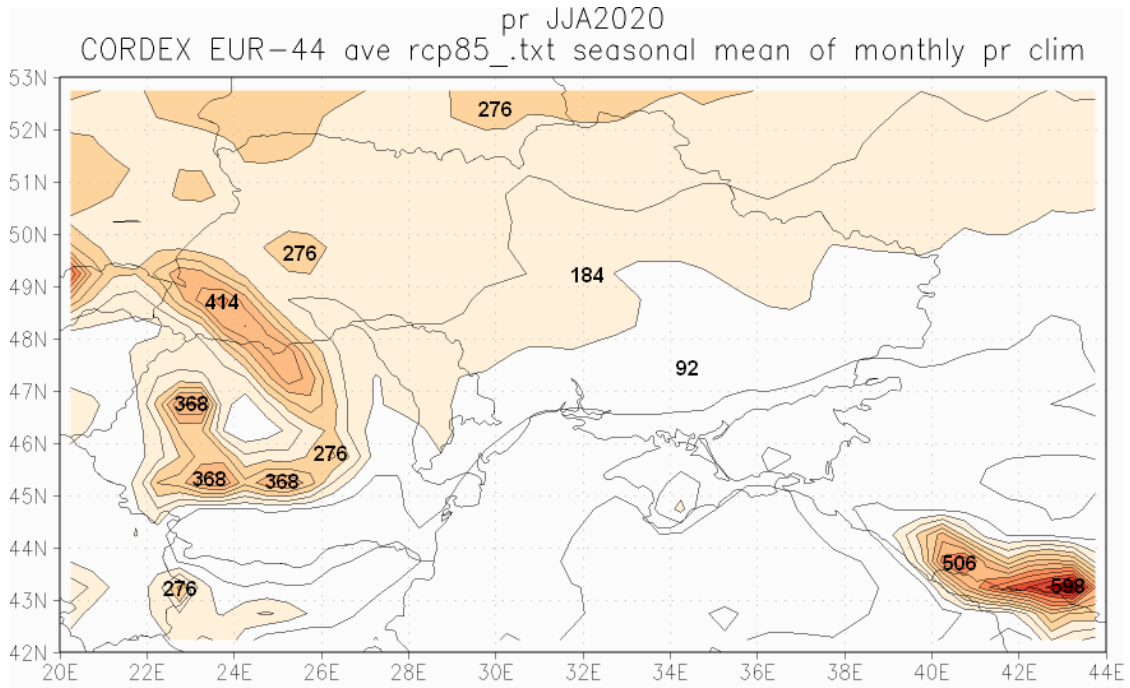 pr JJA2020
CORDEX EUR-44 ave rcp85_.txt seasonal mean of monthly pr clim
53N
276
52N
51N
50N
276
49N
184
414
48N
92
47N
368
46N
276
368
368
45N
44N
506
276
598
43N
42N
20E 22E 24E 26E 28E 30E 32E 34E 36E 38E 40E 42E 44E